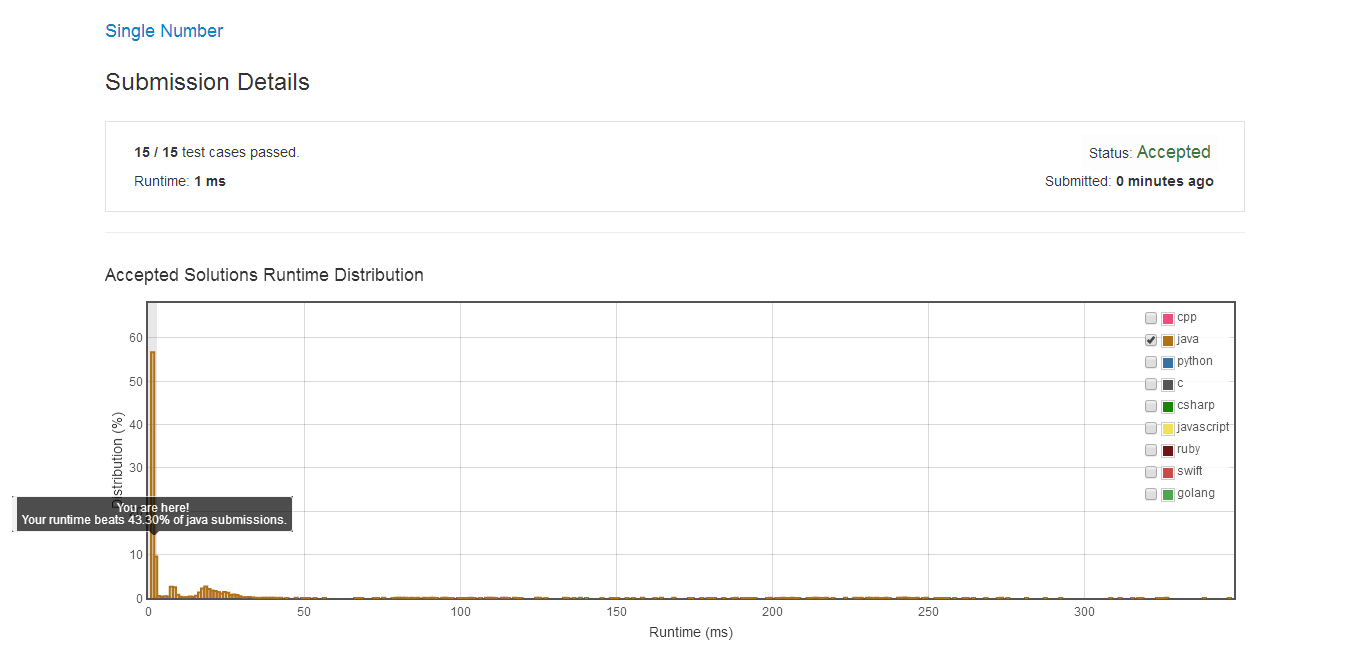 Single Number
Submission Details
15 / 15 test cases passed.
Status: Accepted
Runtime: 1 ms
Submitted: 0 minutes ago
Accepted Solutions Runtime Distribution
cpp
java
python
c
csharp
javascript
ruby
swift
golang
60
50
40
30
10
0
Distribution (%)
You are here!
Your runtime beats 43.30% of java submissions.
0 50 100 150 200 250 300
Runtime (ms)